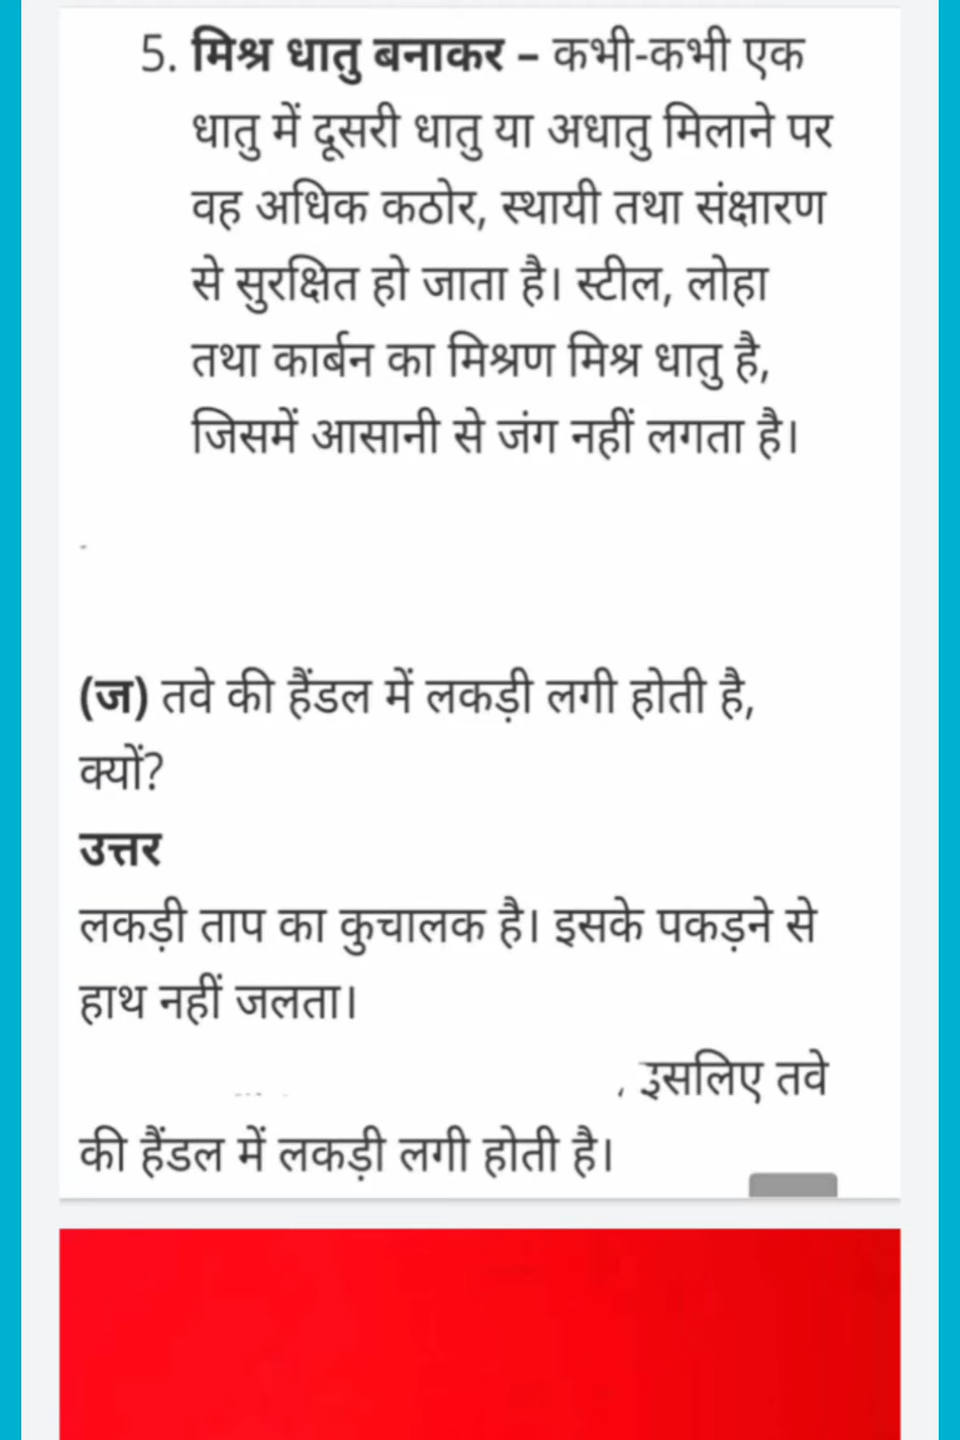 5. मिश्र धातु बनाकर – कभी-कभी एक
धातु में दूसरी धातु या अधातु मिलाने पर
वह अधिक कठोर, स्थायी तथा संक्षारण
से सुरक्षित हो जाता है। स्टील, लोहा
तथा कार्बन का मिश्रण मिश्र धातु है,
जिसमें आसानी से जंग नहीं लगता है।
(ज) तवे की हैंडल में लकड़ी लगी होती है,
क्यों?
उत्तर
लकड़ी ताप का कुचालक है। इसके पकड़ने से
हाथ नहीं जलता।
इसलिए तवे
की हैंडल में लकड़ी लगी होती है।